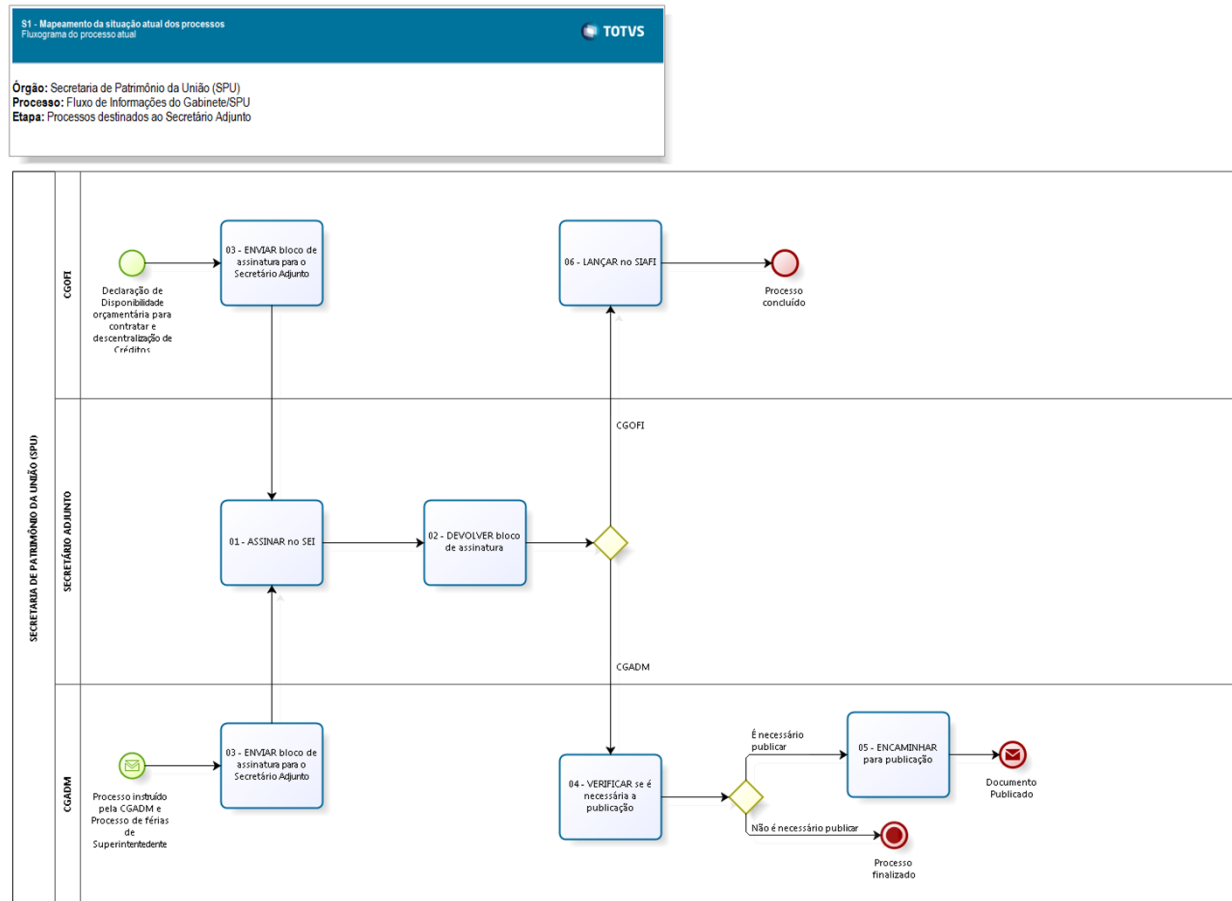 S1 - Mapeamento da situação atual dos processos
Fluxograma do processo atual
TOTVS
Órgão: Secretaria de Patrimônio da União (SPU)
Processo: Fluxo de Informações do Gabinete/SPU
Etapa: Processos destinados ao Secretário Adjunto
SECRETARIA DE PATRIMÔNIO DA UNIÃO (SPU)
CGOFI
Declaração de
Disponibilidade
orçamentária para
contratar e
descentralização de
Créditos
03 - ENVIAR bloco de
assinatura para o
Secretário Adjunto
06 - LANÇAR no SIAFI
Processo
concluído
SECRETÁRIO ADJUNTO
01 - ASSINAR no SEI
02 - DEVOLVER bloco
de assinatura
CGOFI
CGADM
CGADM
Processo instruído
pela CGADM e
Processo de férias
de
Superintentedente
03 - ENVIAR bloco de
assinatura para o
Secretário Adjunto
04 - VERIFICAR se é
necessária a
publicação
É necessário
publicar
05 - ENCAMINHAR
para publicação
Documento
Publicado
Não é necessário publicar
Processo
finalizado